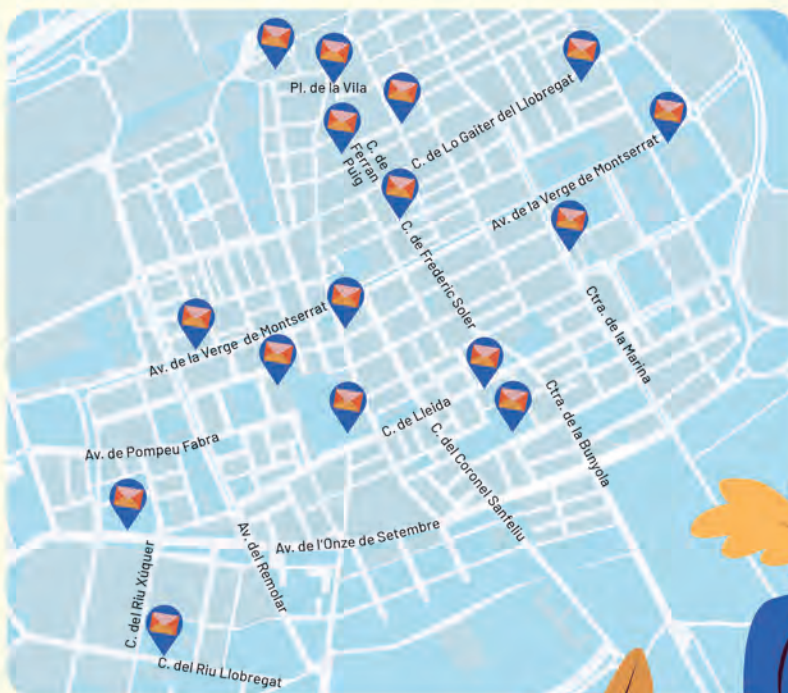 Pl. de la Vila
C. de Lo Gaiter del Llobregat
C. de
Ferran
Puig
Av. de la Verge de Montserrat
C. de Frederic Soler
Ctra. de la Marina
Av. de la Verge de Montserrat
Ctra. de la Bunyola
C. de Lleida
C. del Coronel Sanfeliu
Av. de Pompeu Fabra
Av. de l'Onze de Setembre
Av. del Remolar
C. del Riu Xúquer
C. del Riu Llobregat